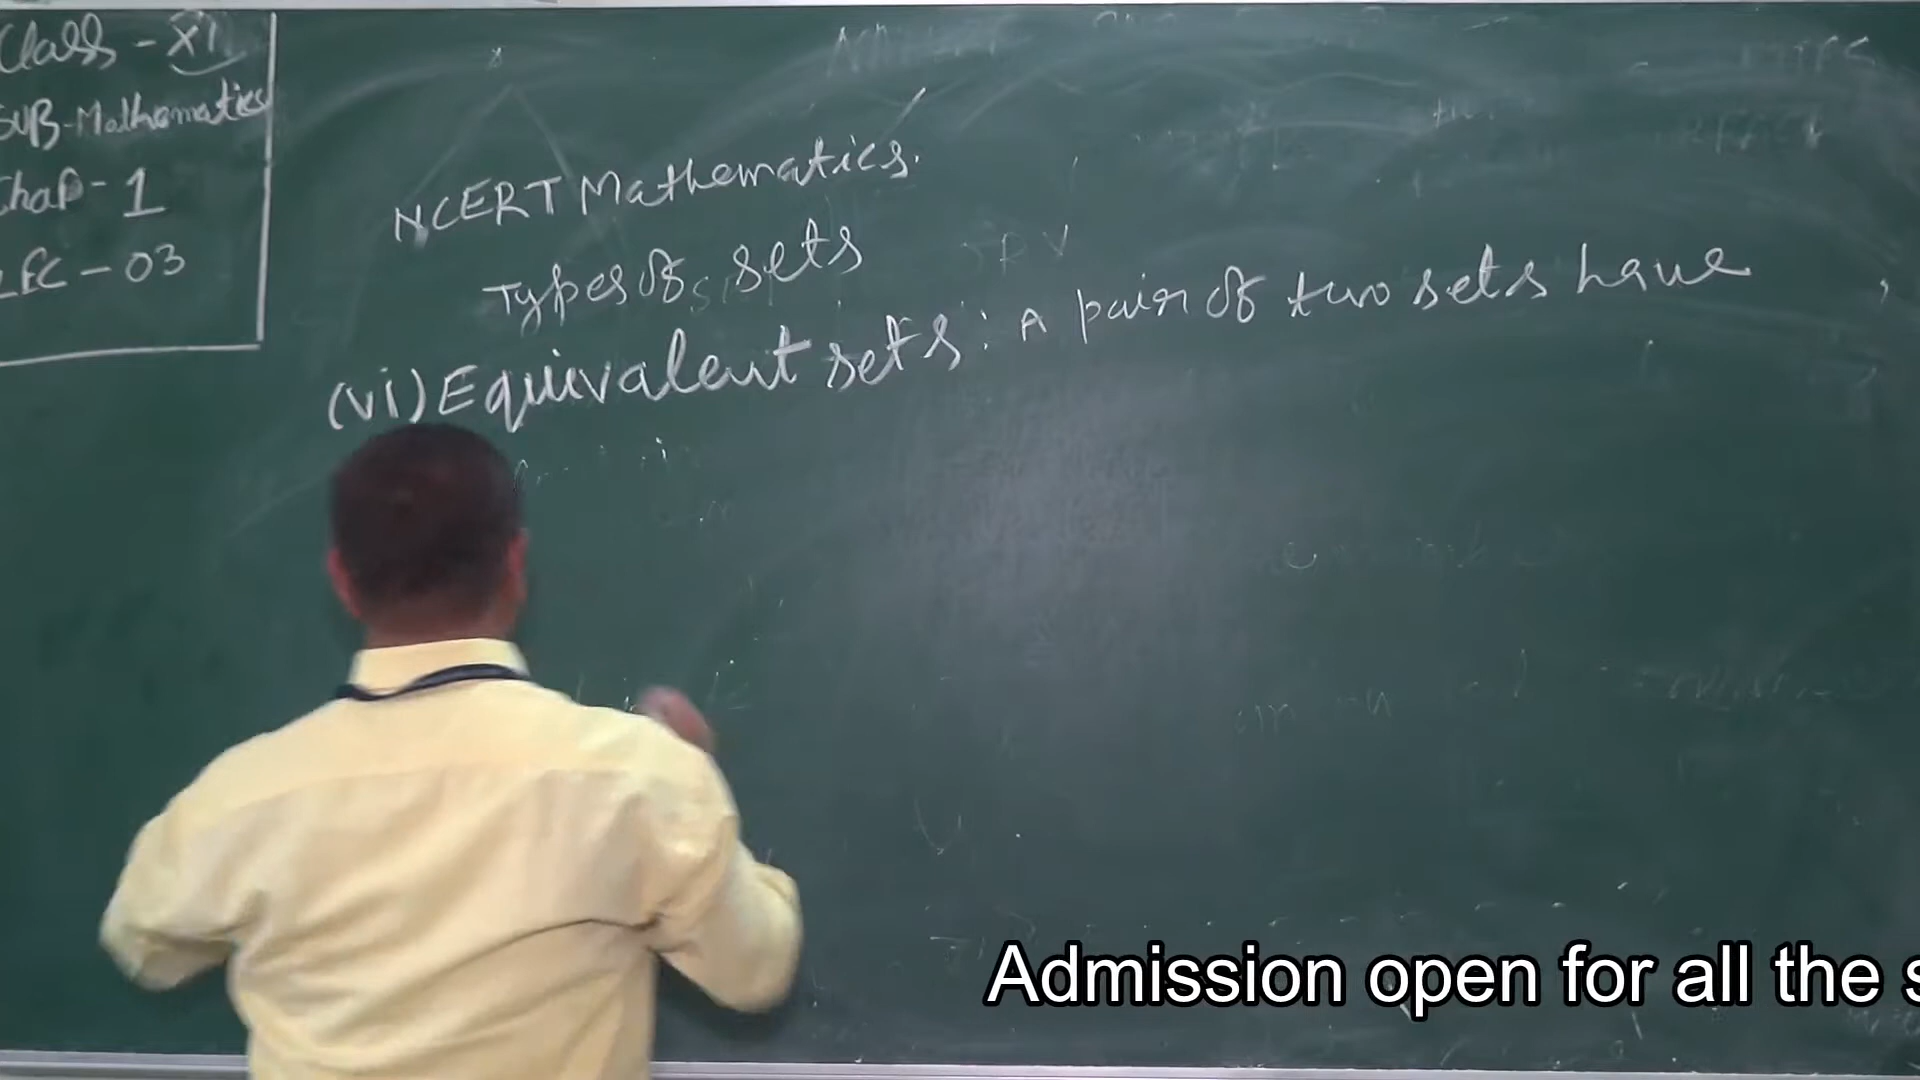 Class - XI
SUB - Mathematics
Chap - 1
LEC - 03
NCERT Mathematics.
Types of sets
(vi) Equivalent sets: A pair of two sets have
Admission open for all the s